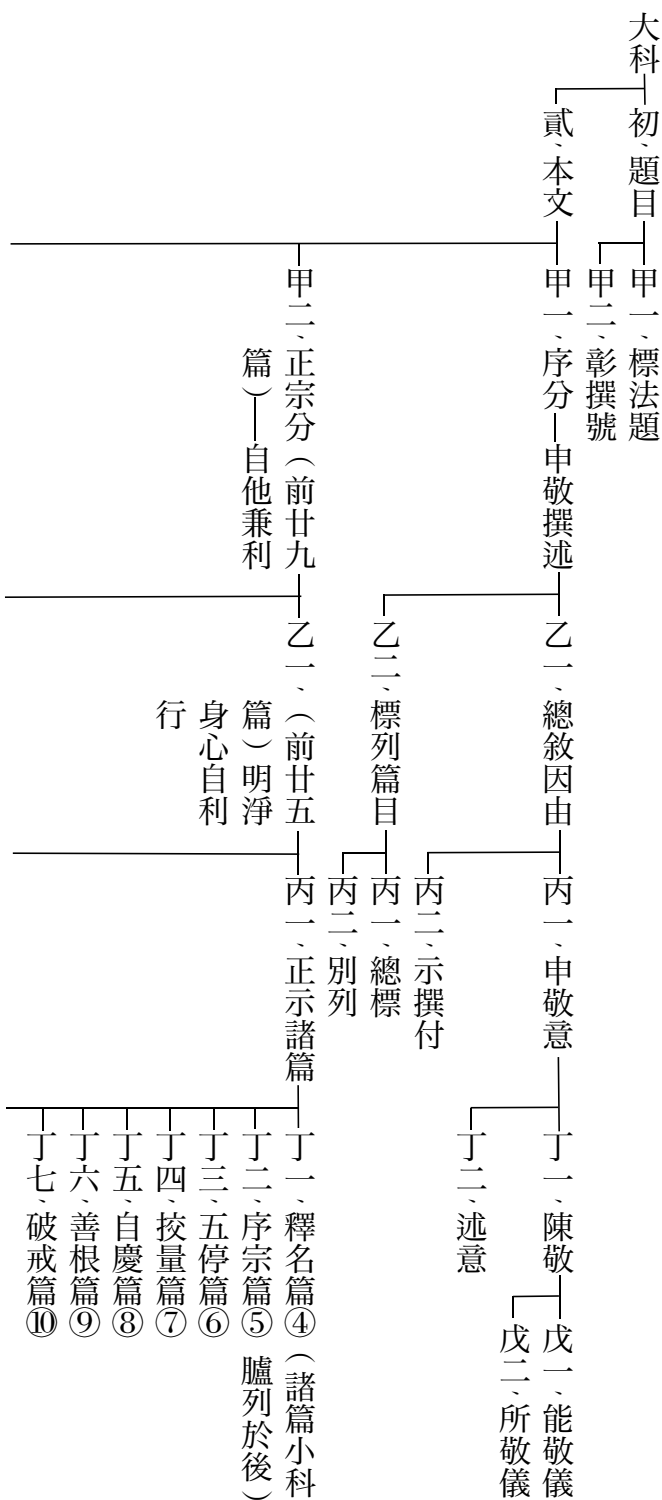 大科
初、題目
甲一、標法題
甲二、彰撰號
貳、本文
甲一、序分
申敬撰述
乙一、總敘因由
丙一、申敬意
丁一、陳敬
戊一、能敬儀
戊二、所敬儀
丁二、述意
丙二、示撰付
乙二、標列篇目
丙一、總標
丙二、別列
甲二、正宗分（前廿九
篇）
自他兼利
乙一、（前廿五
篇）明淨
身心自利
行
丙一、正示諸篇
丁一、釋名篇④（諸篇小科
臚列於後）
丁二、序宗篇⑤
丁三、五停篇⑥
丁四、挍量篇⑦
丁五、自慶篇⑧
丁六、善根篇⑨
丁七、破戒篇⑩